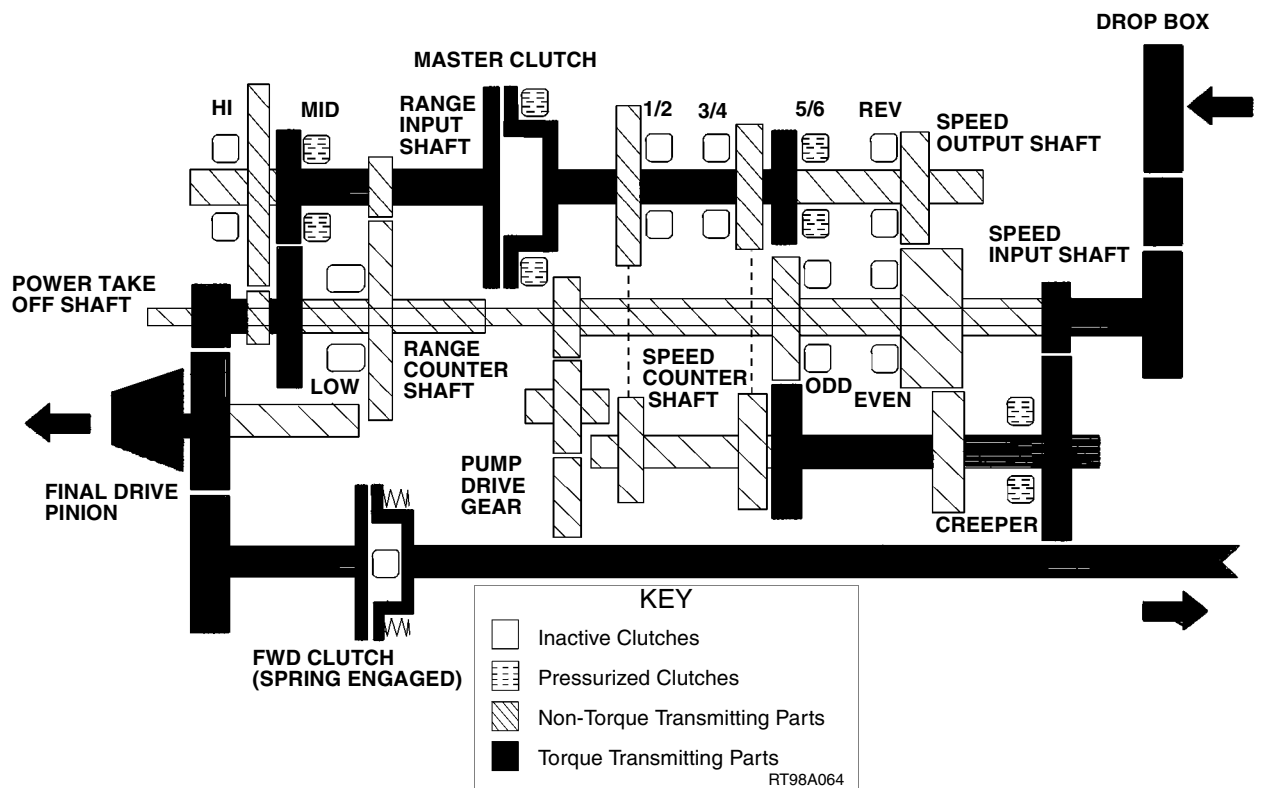 DROP BOX
MASTER CLUTCH
HI
MID
RANGE
INPUT
SHAFT
1/2
3/4
5/6
REV
SPEED
OUTPUT SHAFT
SPEED
INPUT SHAFT
POWER TAKE
OFF SHAFT
LOW
RANGE
COUNTER
SHAFT
SPEED
COUNTER
SHAFT
ODD
EVEN
FINAL DRIVE
PINION
PUMP
DRIVE
GEAR
CREEPER
FWD CLUTCH
(SPRING ENGAGED)
KEY
Inactive Clutches
Pressurized Clutches
Non-Torque Transmitting Parts
Torque Transmitting Parts
RT98A064